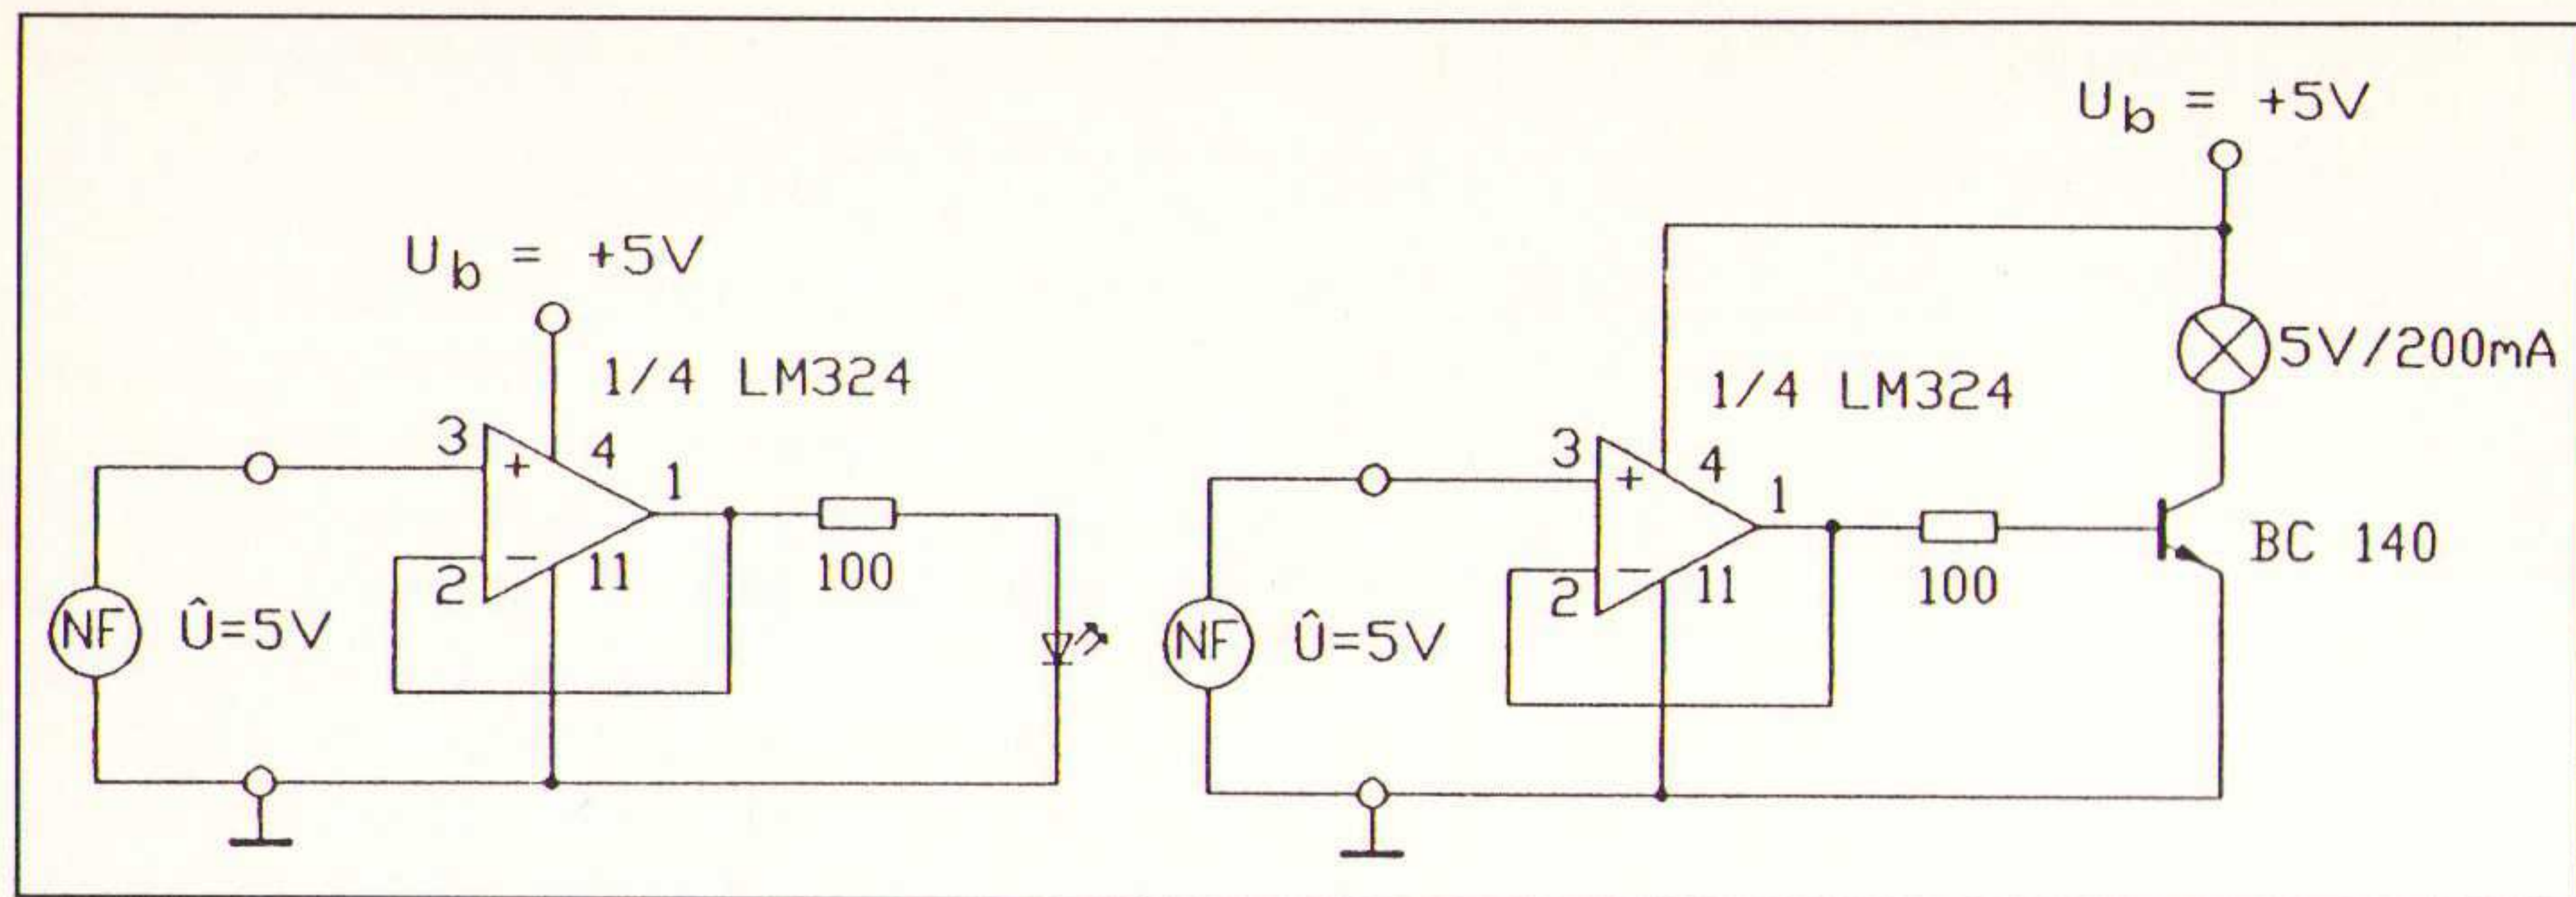 U_b = +5V
1/4 LM324
3
+
4
1
−
2
11
100
NF
Û=5V
U_b = +5V
5V/200mA
1/4 LM324
3
+
4
1
−
2
11
100
BC 140
NF
Û=5V